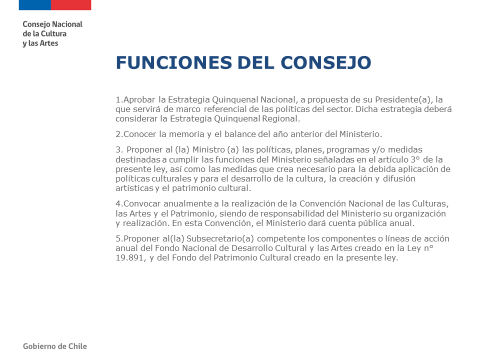 Consejo Nacional
de la Cultura
y las Artes
FUNCIONES DEL CONSEJO
1.Aprobar la Estrategia Quinquenal Nacional, a propuesta de su Presidente(a), la
que servirá de marco referencial de las políticas del sector. Dicha estrategia deberá
considerar la Estrategia Quinquenal Regional.
2.Conocer la memoria y el balance del año anterior del Ministerio.
3. Proponer al (la) Ministro (a) las políticas, planes, programas y/o medidas
destinadas a cumplir las funciones del Ministerio señaladas en el artículo 3° de la
presente ley, así como las medidas que crea necesario para la debida aplicación de
políticas culturales y para el desarrollo de la cultura, la creación y difusión
artísticas y el patrimonio cultural.
4.Convocar anualmente a la realización de la Convención Nacional de las Culturas,
las Artes y el Patrimonio, siendo de responsabilidad del Ministerio su organización
y realización. En esta Convención, el Ministerio dará cuenta pública anual.
5.Proponer al(la) Subsecretario(a) competente los componentes o líneas de acción
anual del Fondo Nacional de Desarrollo Cultural y las Artes creado en la Ley n°
19.891, y del Fondo del Patrimonio Cultural creado en la presente ley.
Gobierno de Chile